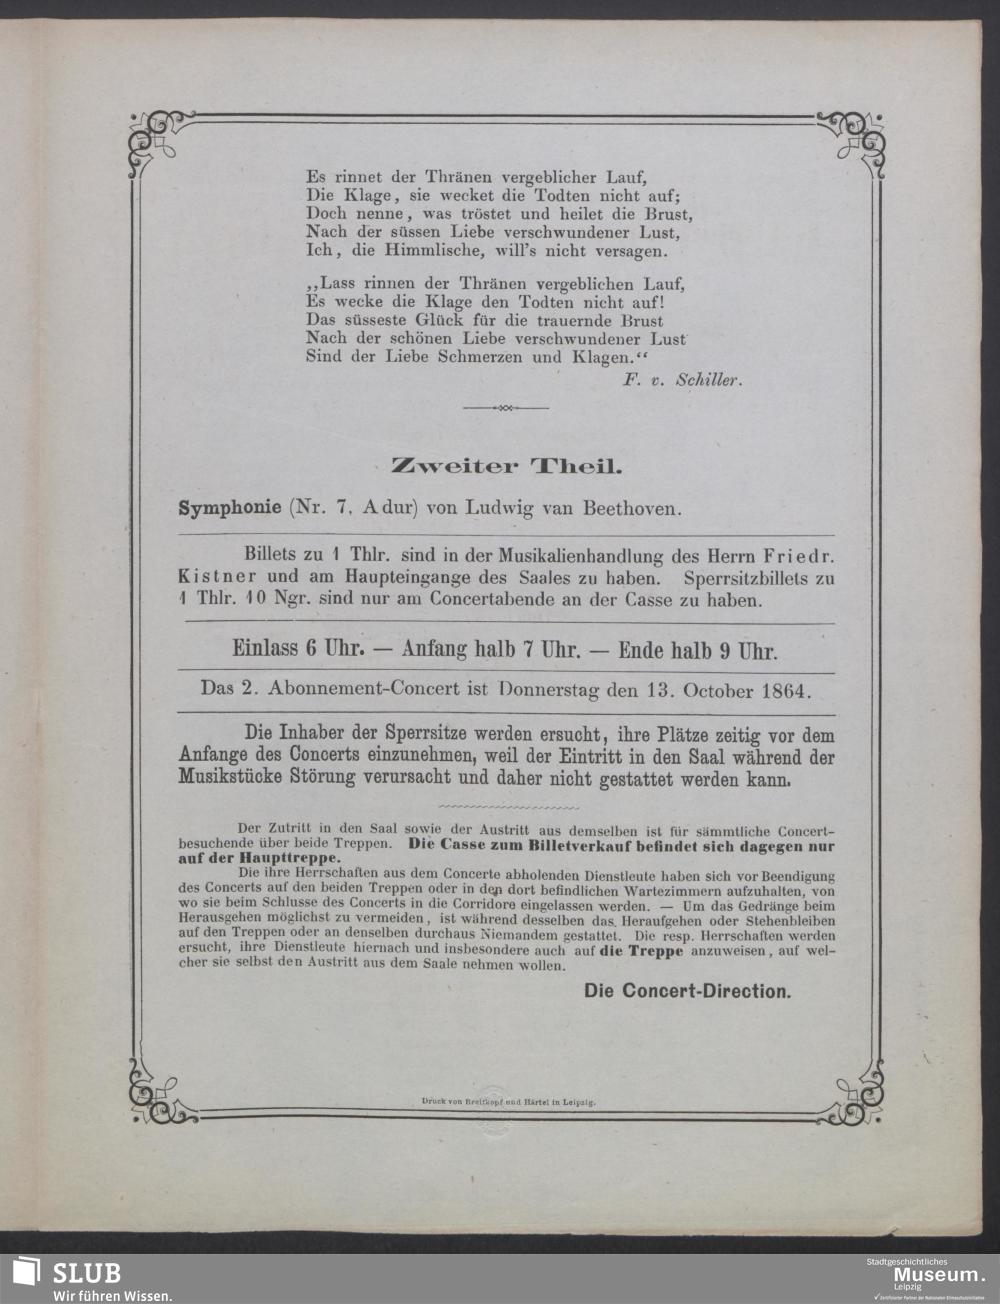 Es rinnet der Thränen vergeblicher Lauf,
Die Klage, sie wecket die Todten nicht auf;
Doch nenne, was tröstet und heilet die Brust,
Nach der süssen Liebe verschwundener Lust,
Ich, die Himmlische, will's nicht versagen.
„Lass rinnen der Thränen vergeblichen Lauf,
Es wecke die Klage den Todten nicht auf!
Das süsseste Glück für die trauernde Brust
Nach der schönen Liebe verschwundener Lust
Sind der Liebe Schmerzen und Klagen.“
F. v. Schiller.
Zweiter Theil.
Symphonie (Nr. 7, A dur) von Ludwig van Beethoven.
Billets zu 1 Thlr. sind in der Musikalienhandlung des Herrn Friedr.
Kistner und am Haupteingange des Saales zu haben. Sperrsitzbillets zu
1 Thlr. 10 Ngr. sind nur am Concertabende an der Casse zu haben.
Einlass 6 Uhr. — Anfang halb 7 Uhr. — Ende halb 9 Uhr.
Das 2. Abonnement-Concert ist Donnerstag den 13. October 1864.
Die Inhaber der Sperrsitze werden ersucht, ihre Plätze zeitig vor dem
Anfange des Concerts einzunehmen, weil der Eintritt in den Saal während der
Musikstücke Störung verursacht und daher nicht gestattet werden kann.
Der Zutritt in den Saal sowie der Austritt aus demselben ist für sämmtliche Concert-
besuchende über beide Treppen. Die Casse zum Billetverkauf befindet sich dagegen nur
auf der Haupttreppe.
Die ihre Herrschaften aus dem Concerte abholenden Dienstleute haben sich vor Beendigung
des Concerts auf den beiden Treppen oder in den dort befindlichen Wartezimmern aufzuhalten, von
wo sie beim Schlusse des Concerts in die Corridore eingelassen werden. — Um das Gedränge beim
Herausgehen möglichst zu vermeiden, ist während desselben das Heraufgehen oder Stehenbleiben
auf den Treppen oder an denselben durchaus Niemandem gestattet. Die resp. Herrschaften werden
ersucht, ihre Dienstleute hiernach und insbesondere auch auf die Treppe anzuweisen, auf wel-
cher sie selbst den Austritt aus dem Saale nehmen wollen.
Die Concert-Direction.
Druck von Breitkopf und Härtel in Leipzig.
SLUB
Wir führen Wissen.
Stadtgeschichtliches
Museum.
Leipzig
Zertifizierter Partner der Nationalen Klimaschutzinitiative